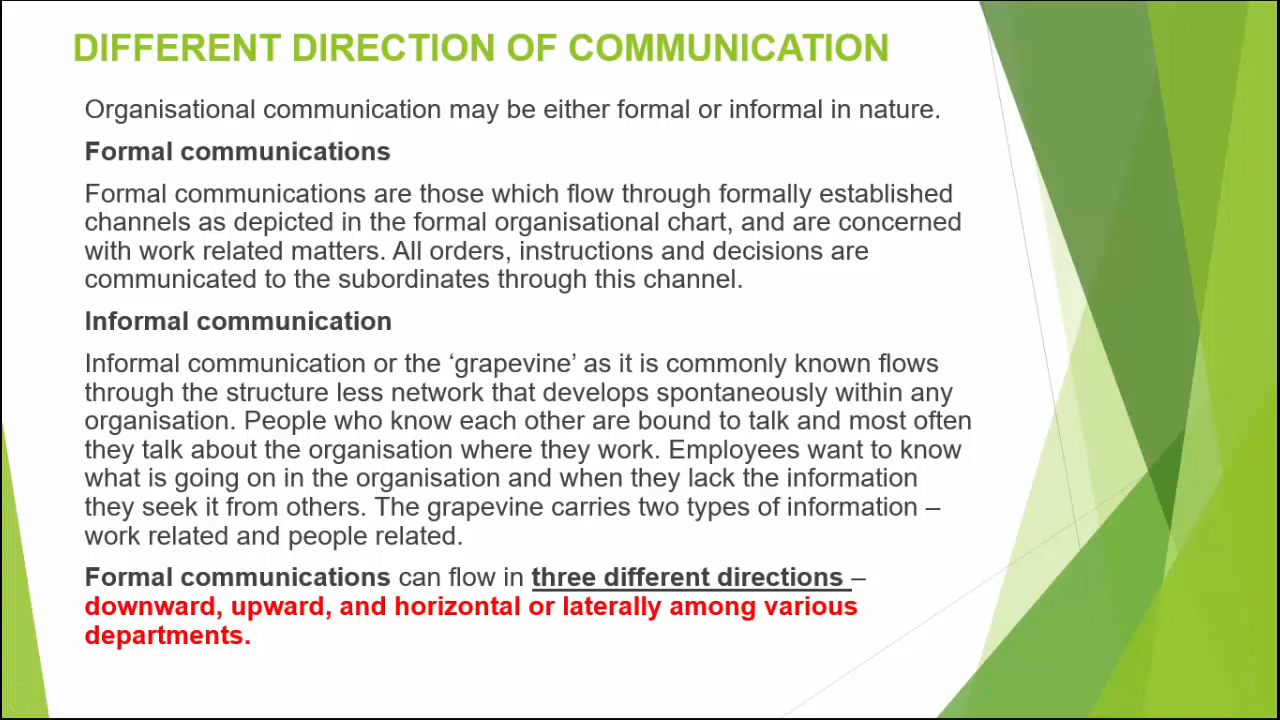 DIFFERENT DIRECTION OF COMMUNICATION
Organisational communication may be either formal or informal in nature.
Formal communications
Formal communications are those which flow through formally established
channels as depicted in the formal organisational chart, and are concerned
with work related matters. All orders, instructions and decisions are
communicated to the subordinates through this channel.
Informal communication
Informal communication or the ‘grapevine’ as it is commonly known flows
through the structure less network that develops spontaneously within any
organisation. People who know each other are bound to talk and most often
they talk about the organisation where they work. Employees want to know
what is going on in the organisation and when they lack the information
they seek it from others. The grapevine carries two types of information –
work related and people related.
Formal communications can flow in three different directions –
downward, upward, and horizontal or laterally among various
departments.